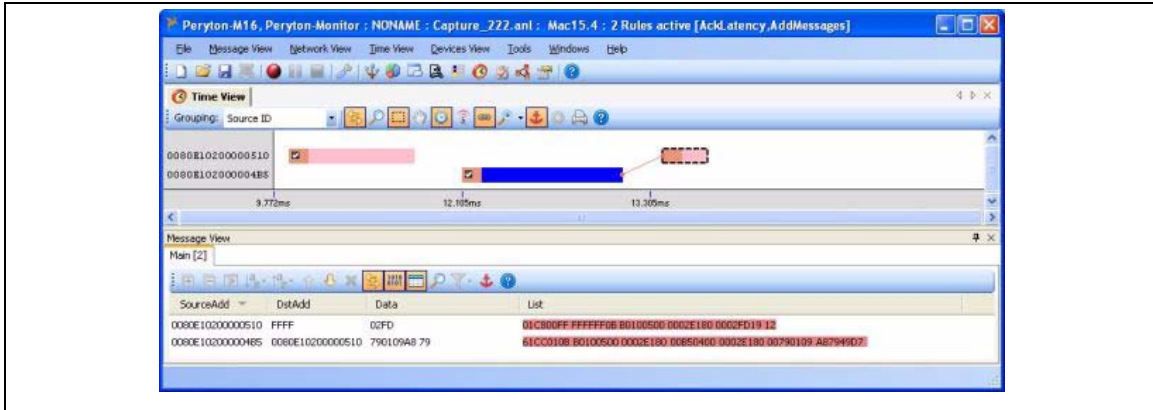 Peryton-M16, Peryton-Monitor : NONAME : Capture_222.anl : Mac15.4 : 2 Rules active [AckLatency,AddMessages]
File Message View Network View Time View Devices View Tools Windows Help
Time View
Grouping: Source ID
0080E10200000510
0080E102000004B5
9.772ms 12.105ms 13.305ms
Message View
Main [2]
SourceAdd DstAdd Data List
0080E10200000510 FFFF 02FD 01C800FF FFFFFF0B B0100500 0002E180 0002FD19 12
0080E102000004B5 0080E10200000510 790109A8 79 61CC010B B0100500 0002E180 00B50400 0002E180 00790109 A87949D7